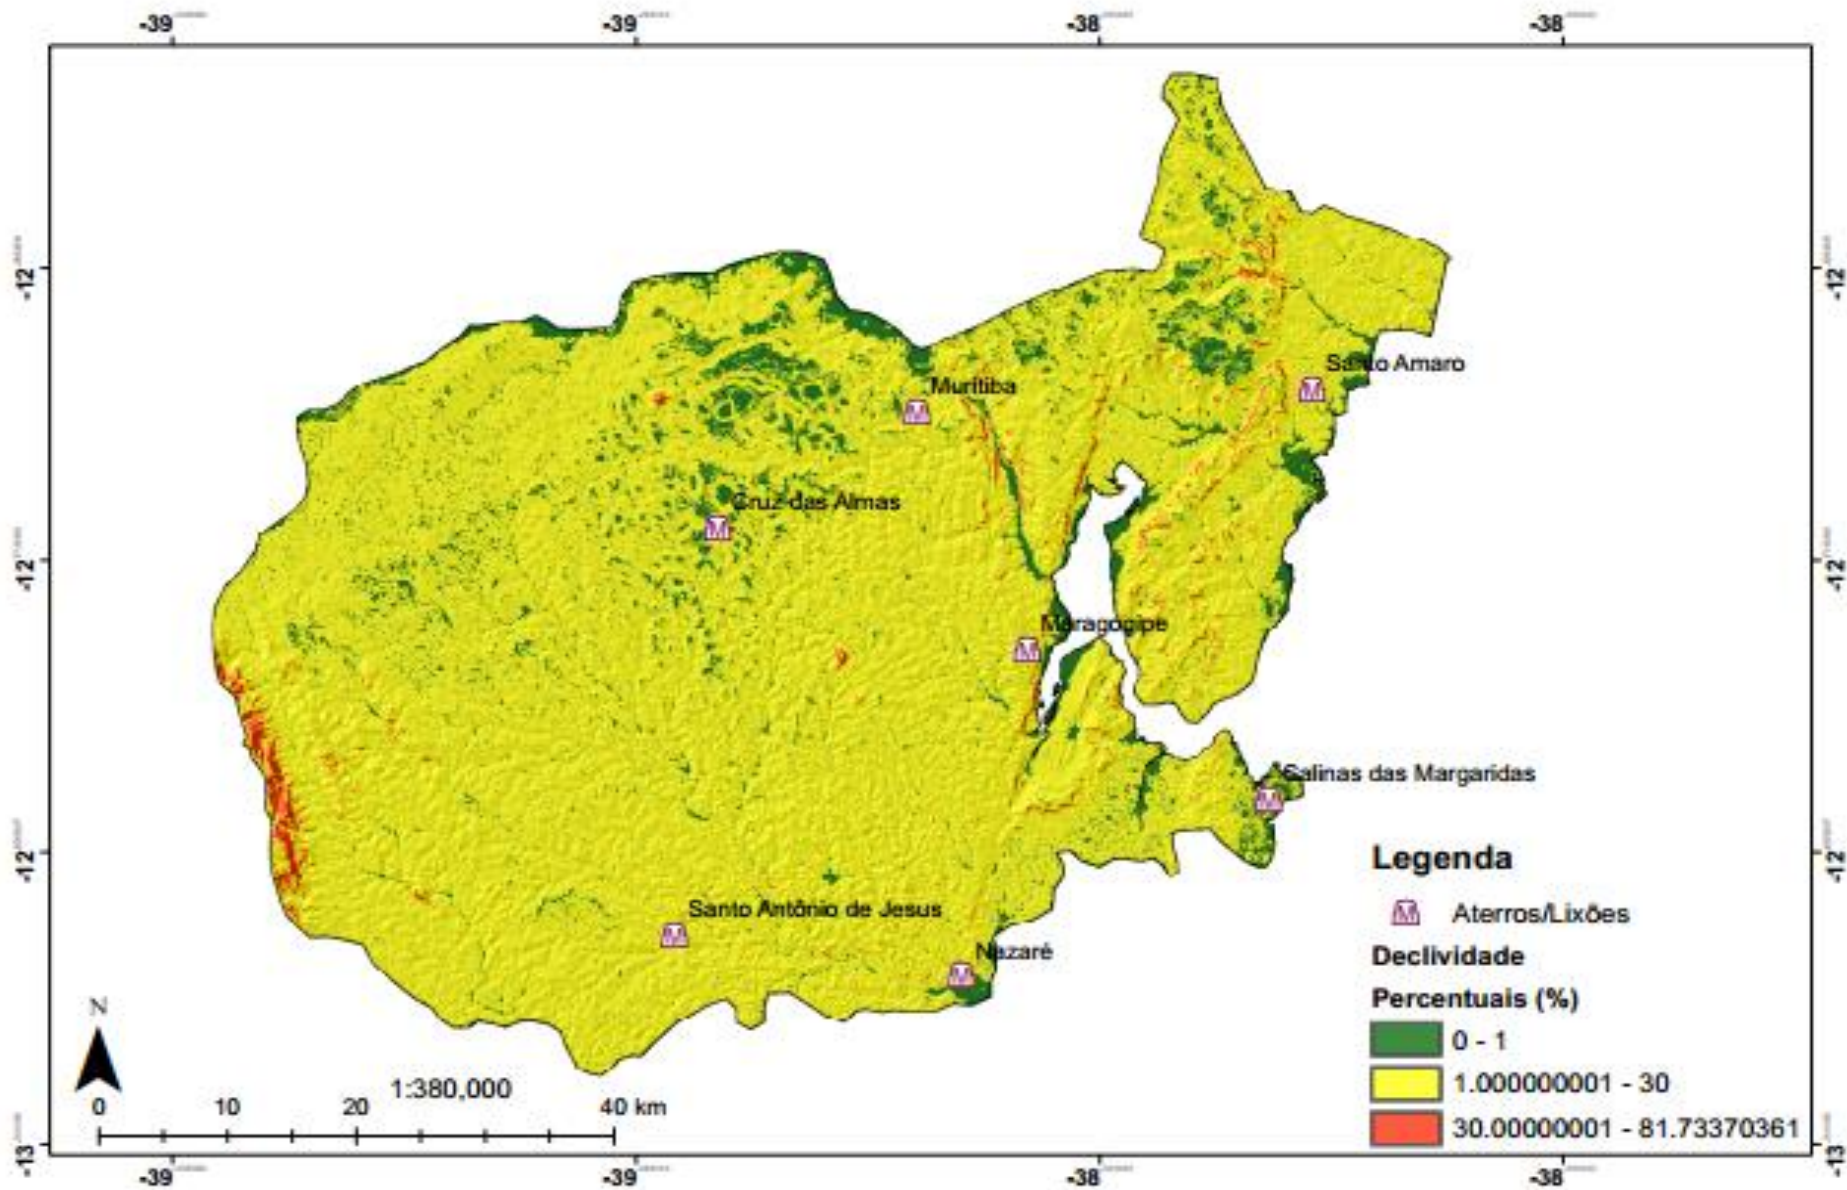 -39 -39 -38 -38
-12 -12
Santo Amaro
Muritiba
Cruz das Almas
-12 -12
Maragogipe
Salinas das Margaridas
-12 -12
Legenda
Santo Antônio de Jesus
Aterros/Lixões
Nazaré
Declividade
Percentuais (%)
N
0 - 1
1:380,000
1.000000001 - 30
0 10 20 40 km
30.00000001 - 81.73370361
-13 -13
-39 -39 -38 -38